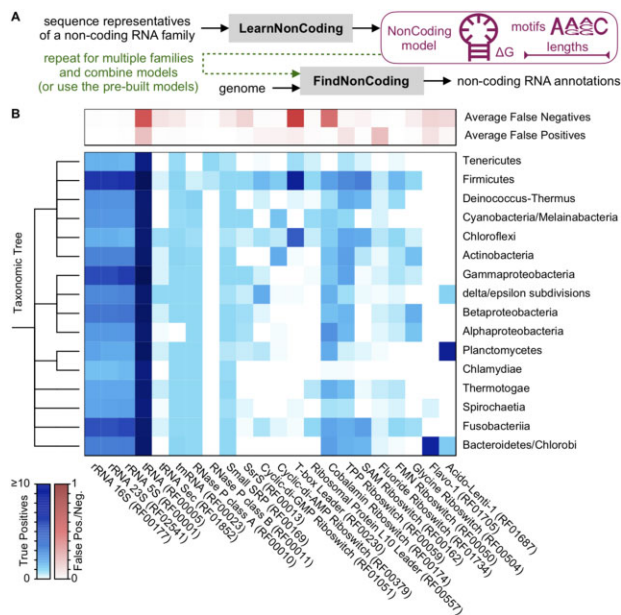 A
sequence representatives
of a non-coding RNA family
LearnNonCoding
NonCoding
model
ΔG
motifs
lengths
repeat for multiple families
and combine models
(or use the pre-built models)
genome
FindNonCoding
non-coding RNA annotations
B
Average False Negatives
Average False Positives
Taxonomic Tree
Tenericutes
Firmicutes
Deinococcus-Thermus
Cyanobacteria/Melainabacteria
Chloroflexi
Actinobacteria
Gammaproteobacteria
delta/epsilon subdivisions
Betaproteobacteria
Alphaproteobacteria
Planctomycetes
Chlamydiae
Thermotogae
Spirochaetia
Fusobacteriia
Bacteroidetes/Chlorobi
≥10
0
True Positives
1
0
False Pos./Neg.
rRNA 16S (RF00177)
rRNA 23S (RF02541)
rRNA 5S (RF00001)
tRNA (RF00005)
tRNA Sec (RF01852)
tmRNA (RF00023)
RNase P class A (RF00010)
RNase P class B (RF00011)
Small SRP (RF00169)
SsrS (RF00013)
Cyclic-di-GMP Riboswitch (RF01051)
Cyclic-di-AMP Riboswitch (RF00379)
T-box Leader (RF00230)
Ribosomal Protein L10 Leader (RF00557)
Cobalamin Riboswitch (RF00174)
TPP Riboswitch (RF00059)
SAM Riboswitch (RF00162)
Fluoride Riboswitch (RF01734)
FMN Riboswitch (RF00050)
Glycine Riboswitch (RF00504)
Flavo-1 (RF01705)
Acido-Lenti-1 (RF01687)